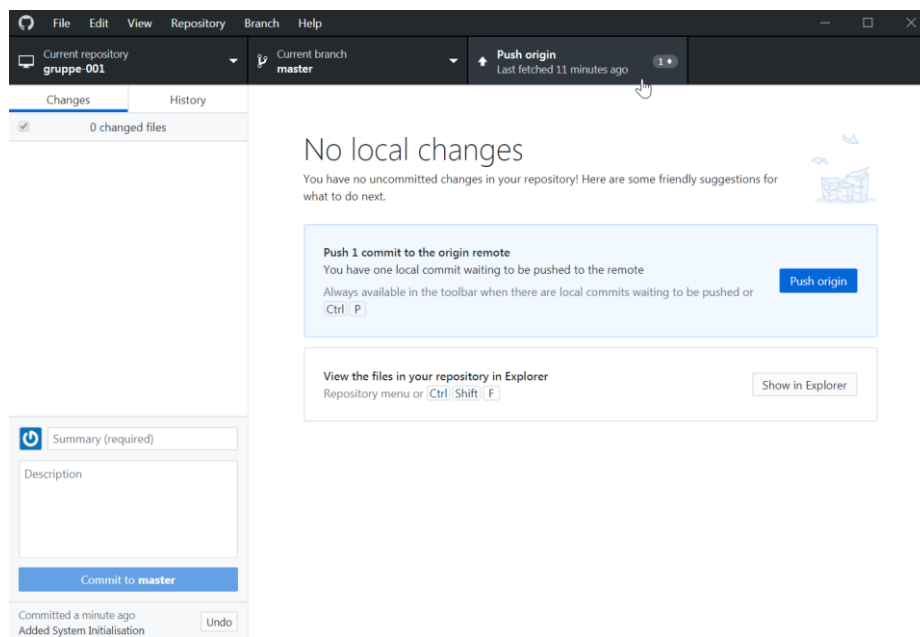 File Edit View Repository Branch Help
Current repository
gruppe-001
Current branch
master
Push origin
Last fetched 11 minutes ago
1
Changes History
0 changed files
No local changes
You have no uncommitted changes in your repository! Here are some friendly suggestions for
what to do next.
Push 1 commit to the origin remote
You have one local commit waiting to be pushed to the remote
Always available in the toolbar when there are local commits waiting to be pushed or
Ctrl P
Push origin
View the files in your repository in Explorer
Repository menu or Ctrl Shift F
Show in Explorer
Summary (required)
Description
Commit to master
Committed a minute ago
Added System Initialisation
Undo